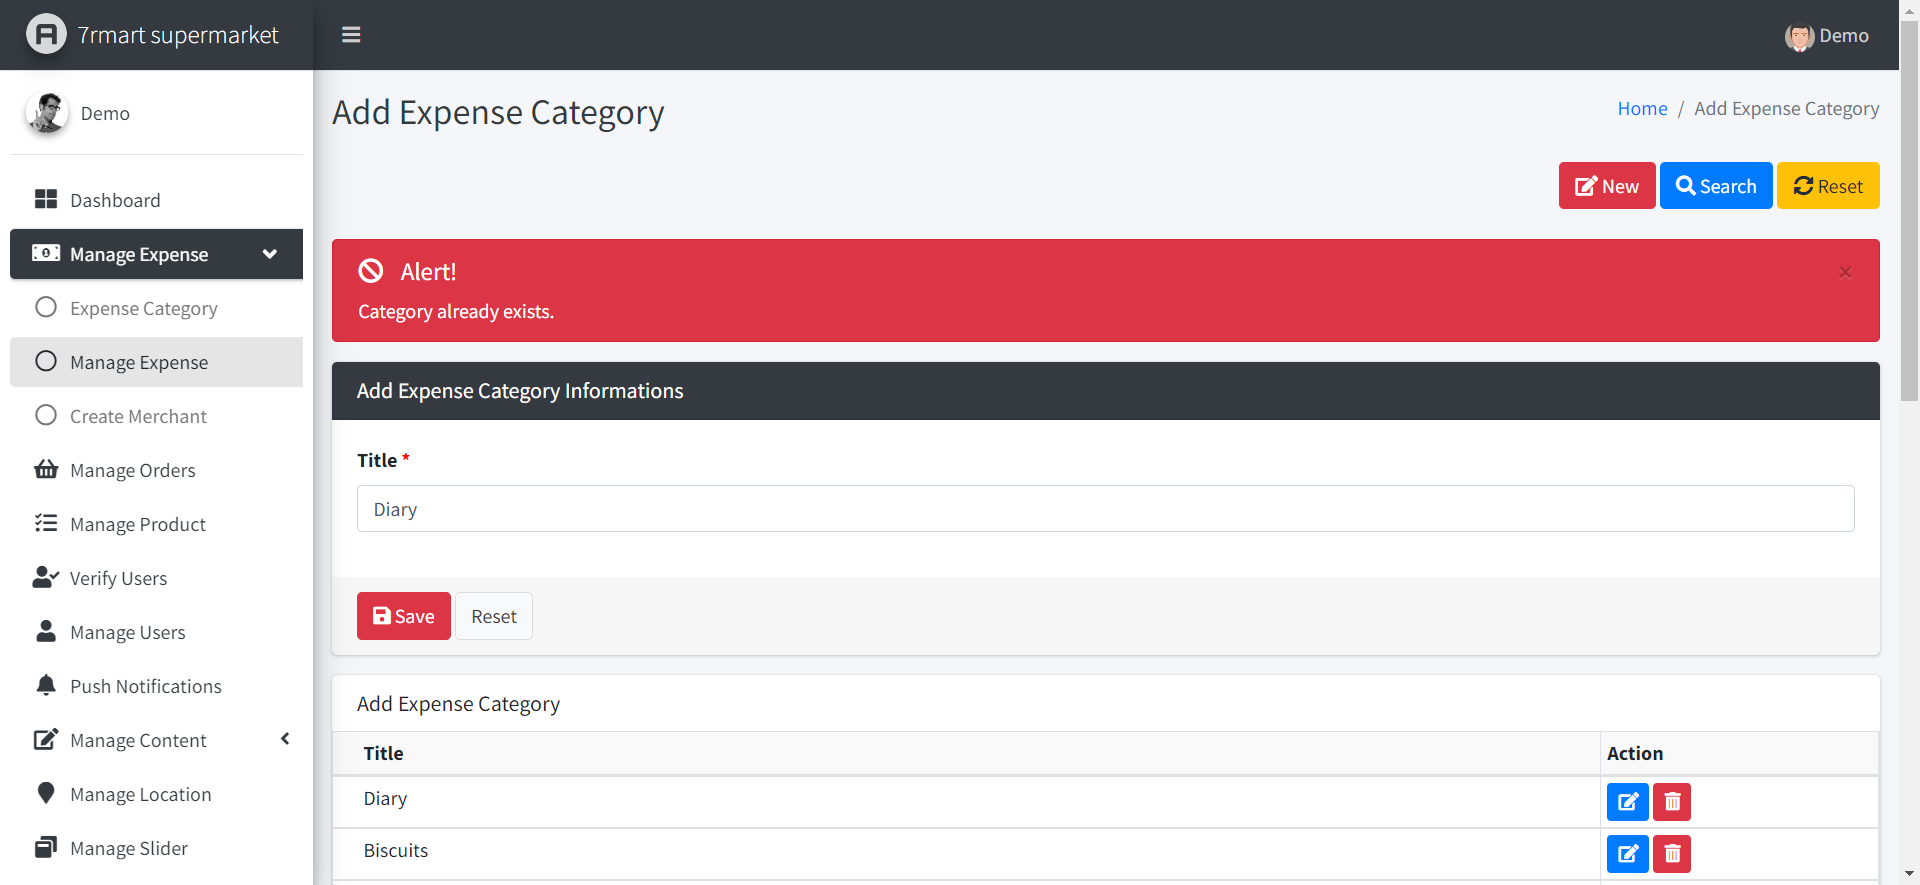 7rmart supermarket
Demo
Demo
Dashboard
Manage Expense
Expense Category
Manage Expense
Create Merchant
Manage Orders
Manage Product
Verify Users
Manage Users
Push Notifications
Manage Content
Manage Location
Manage Slider
Add Expense Category
Home / Add Expense Category
New
Search
Reset
Alert!
×
Category already exists.
Add Expense Category Informations
Title *
Diary
Save
Reset
Add Expense Category
Title Action
Diary
Biscuits